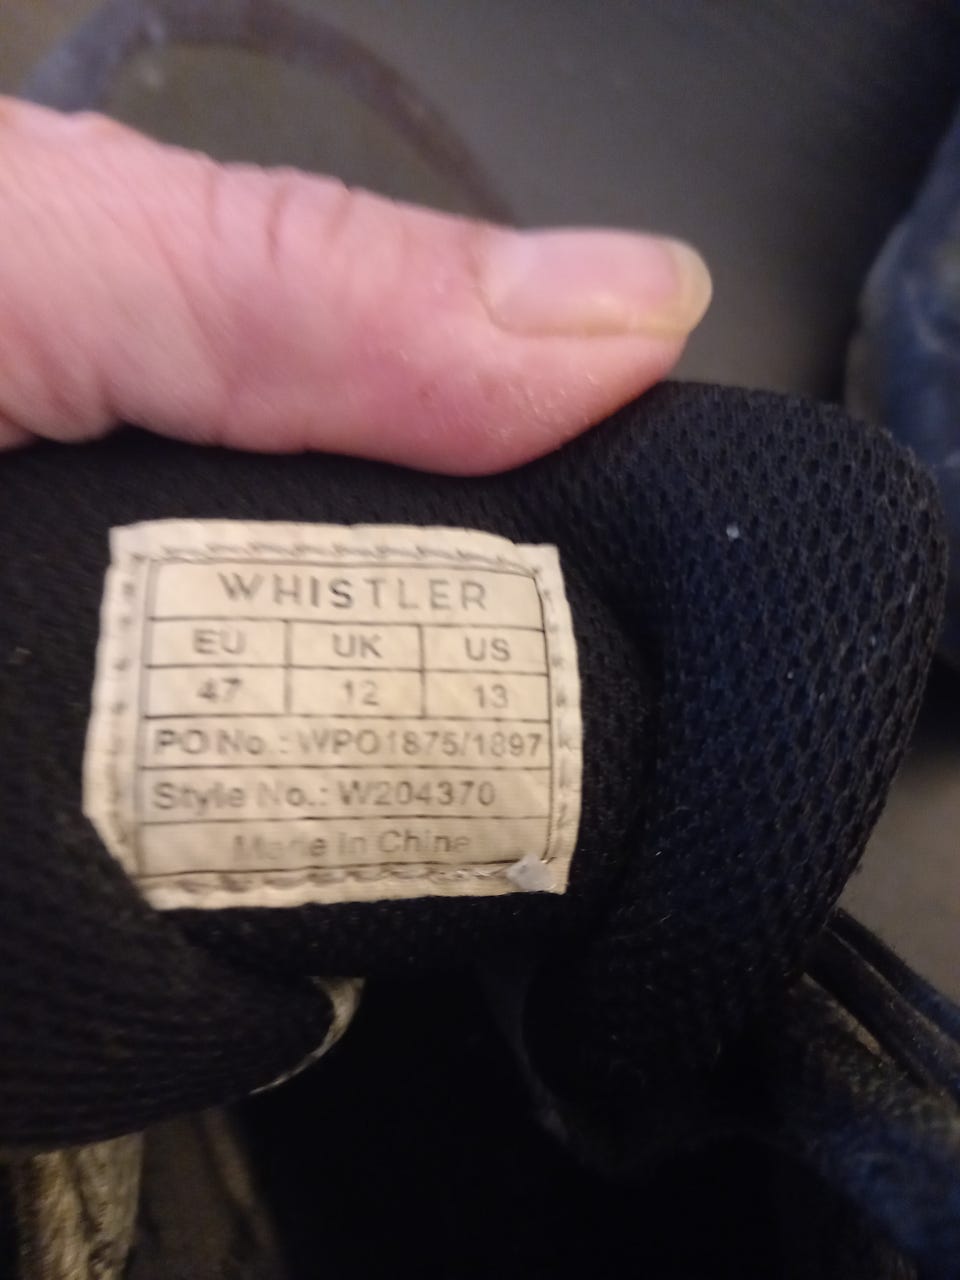 WHISTLER
EU UK US
47 12 13
PO No.: WPO1875/1897
Style No.: W204370
Made in China